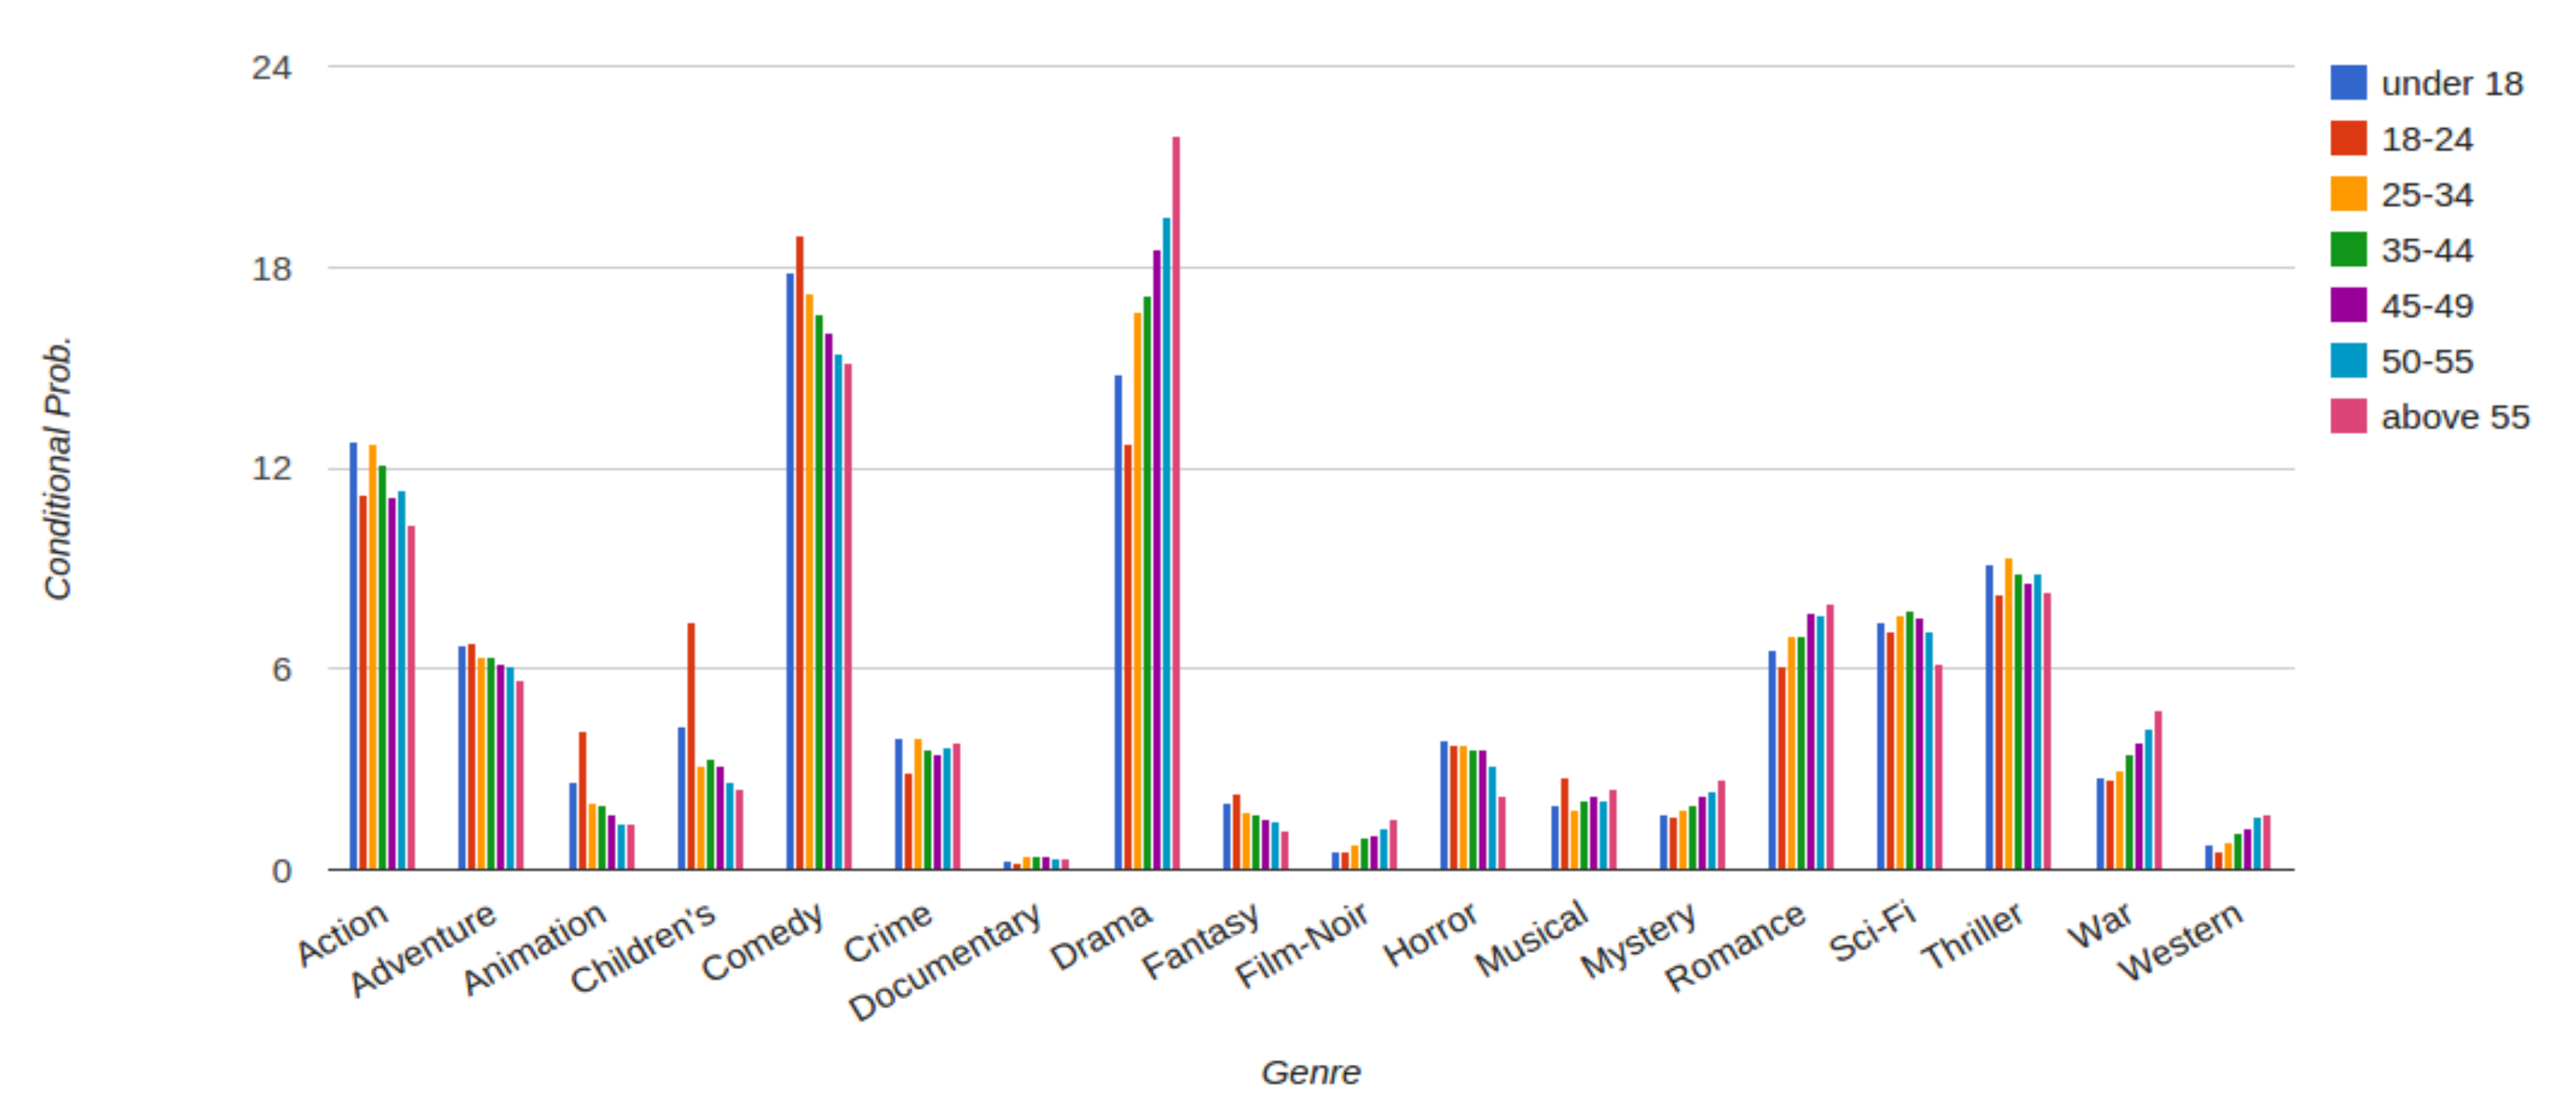 24
18
12
6
0
Conditional Prob.
Action
Adventure
Animation
Children's
Comedy
Crime
Documentary
Drama
Fantasy
Film-Noir
Horror
Musical
Mystery
Romance
Sci-Fi
Thriller
War
Western
Genre
under 18
18-24
25-34
35-44
45-49
50-55
above 55